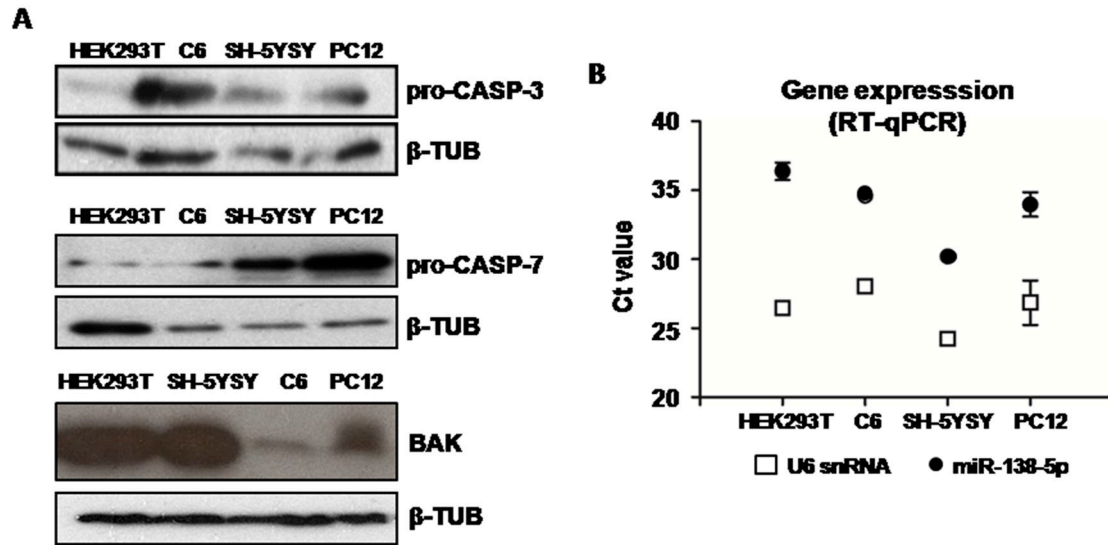 A
HEK293T C6 SH-5YSY PC12
pro-CASP-3
β-TUB
HEK293T C6 SH-5YSY PC12
pro-CASP-7
β-TUB
HEK293T SH-5YSY C6 PC12
BAK
β-TUB
B
Gene expresssion
(RT-qPCR)
40
35
30
25
20
Ct value
HEK293T C6 SH-5YSY PC12
U6 snRNA miR-138-5p